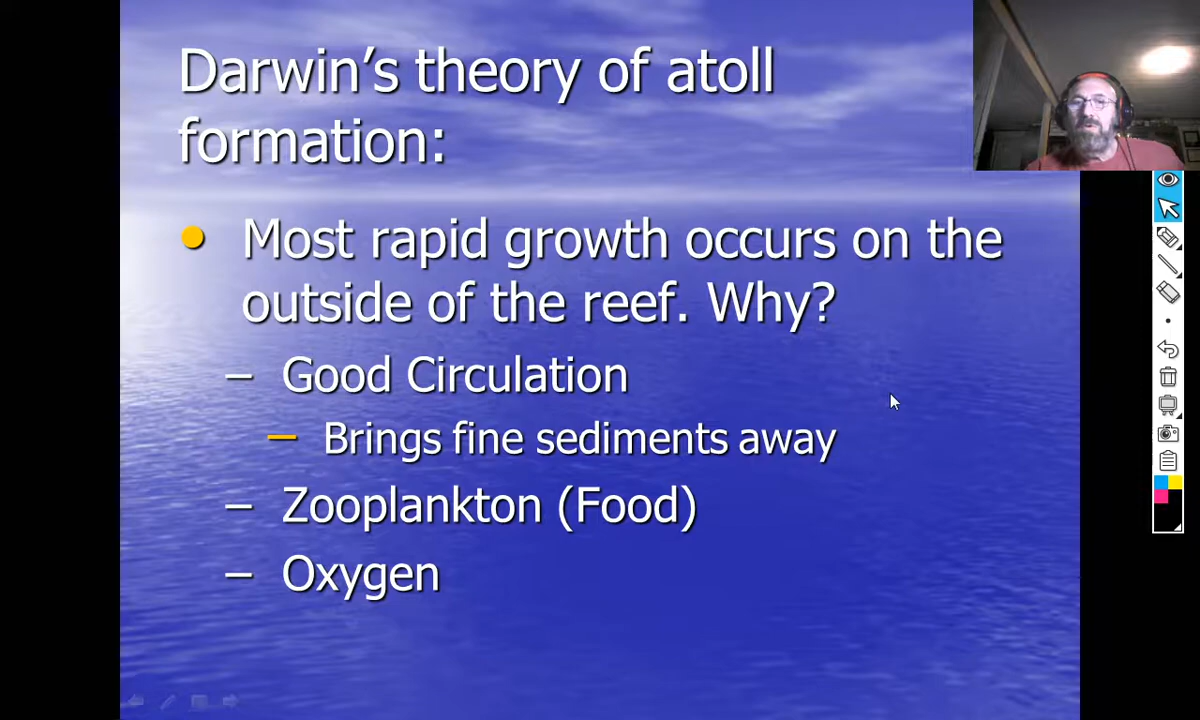 Darwin’s theory of atoll
formation:
• Most rapid growth occurs on the
outside of the reef. Why?
– Good Circulation
– Brings fine sediments away
– Zooplankton (Food)
– Oxygen